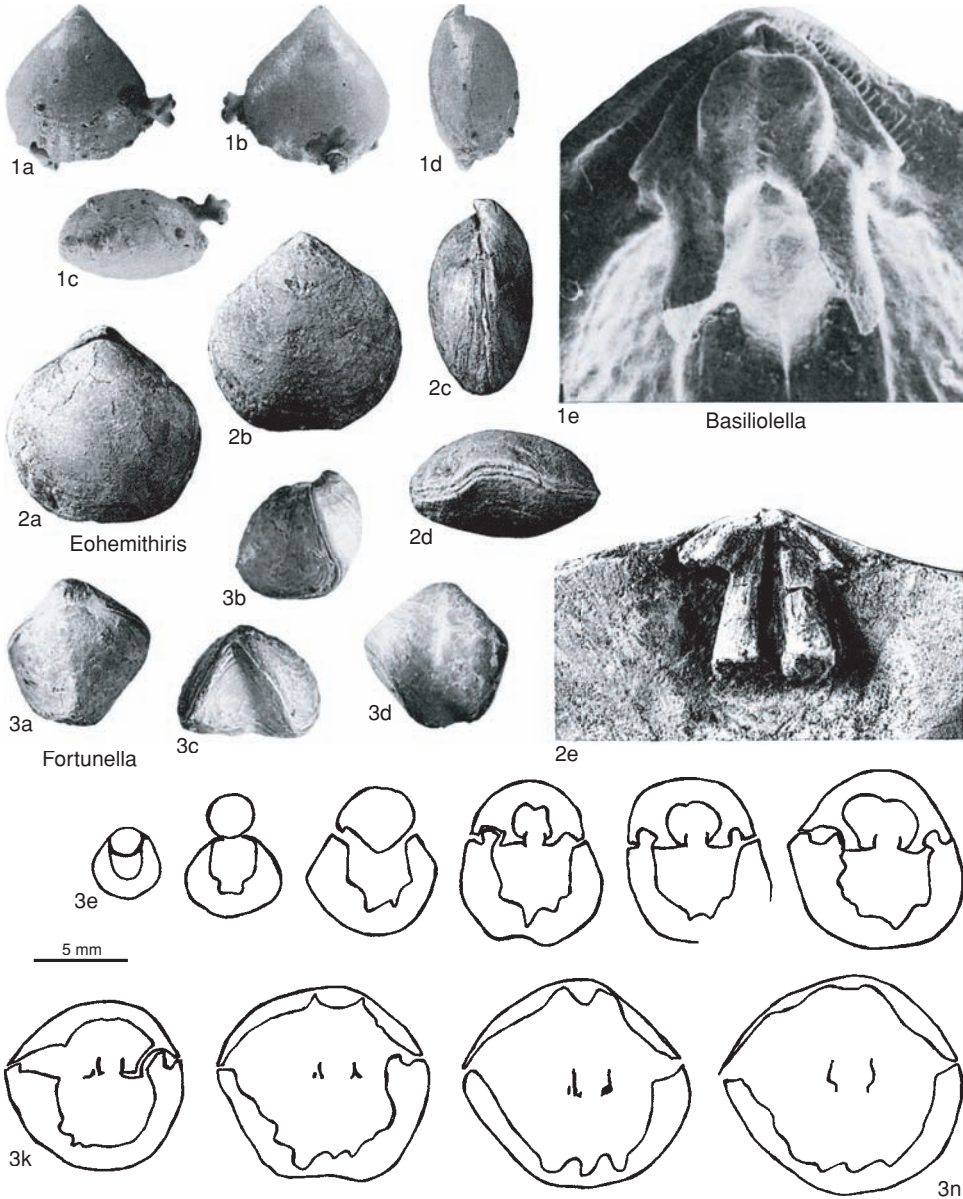 1a
1b
1d
1c
1e
Basiliolella
2a
2b
2c
2d
Eohemithiris
3b
3a
3c
3d
2e
Fortunella
3e
5 mm
3k
3n